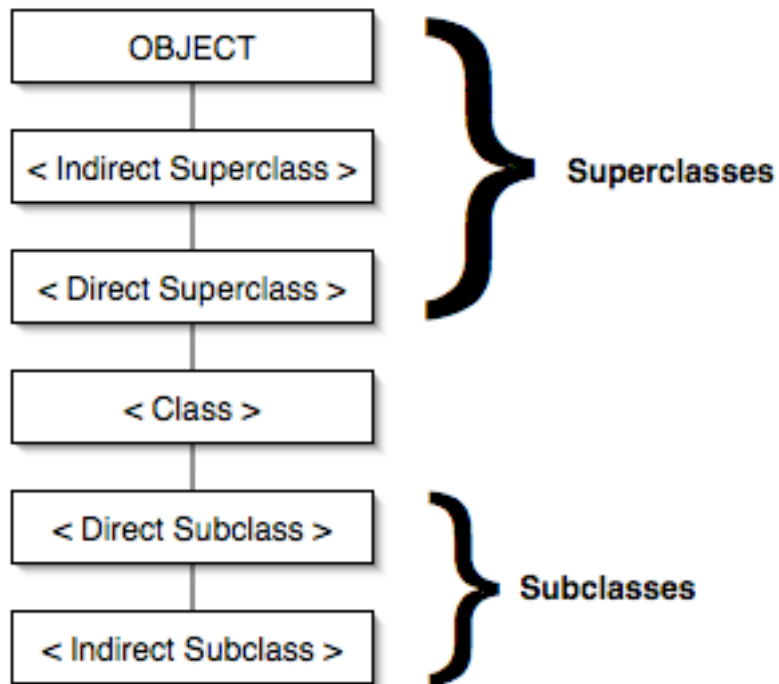 OBJECT
< Indirect Superclass >
< Direct Superclass >
Superclasses
< Class >
< Direct Subclass >
< Indirect Subclass >
Subclasses